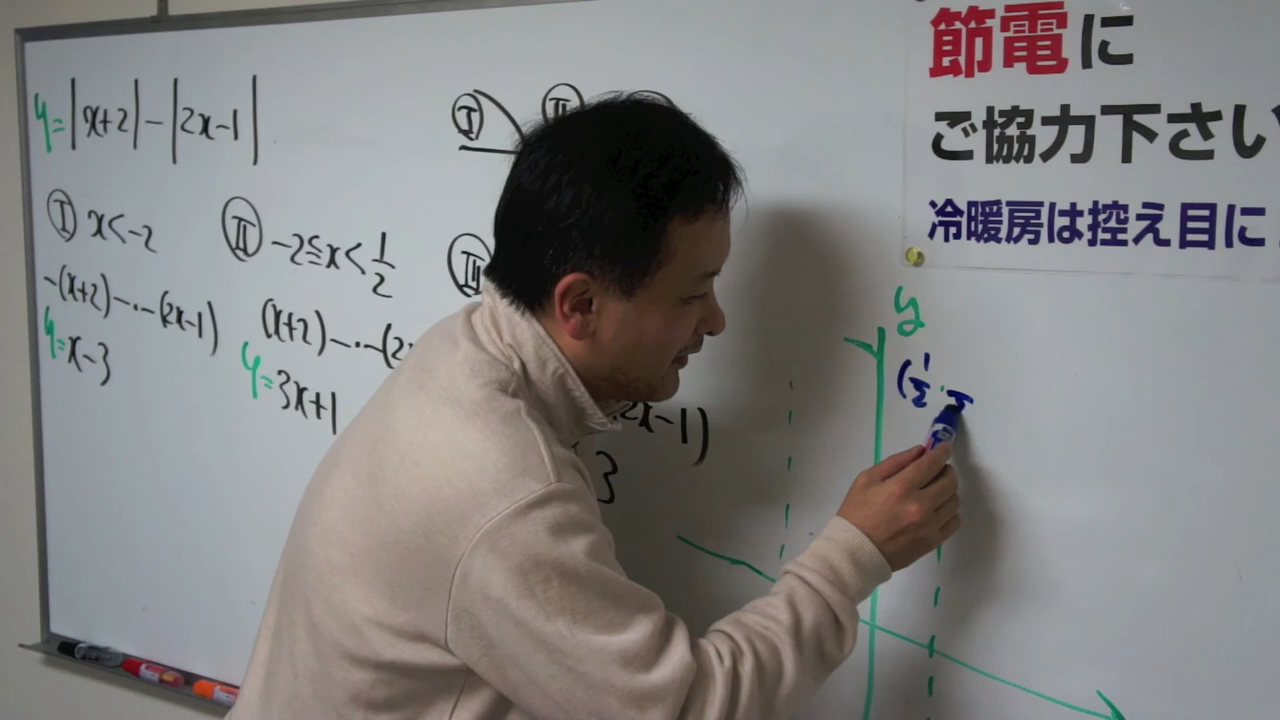 y=|x+2|-|2x-1|
Ⅰ
Ⅱ
Ⅰ x<-2
Ⅱ -2≦x<1/2
Ⅲ
-(x+2)-･･-(2x-1)
y=x-3
(x+2)-･･-(2
y=3x+1
2x-1)
3
y
(1/2,
節電に
ご協力下さい
冷暖房は控え目に